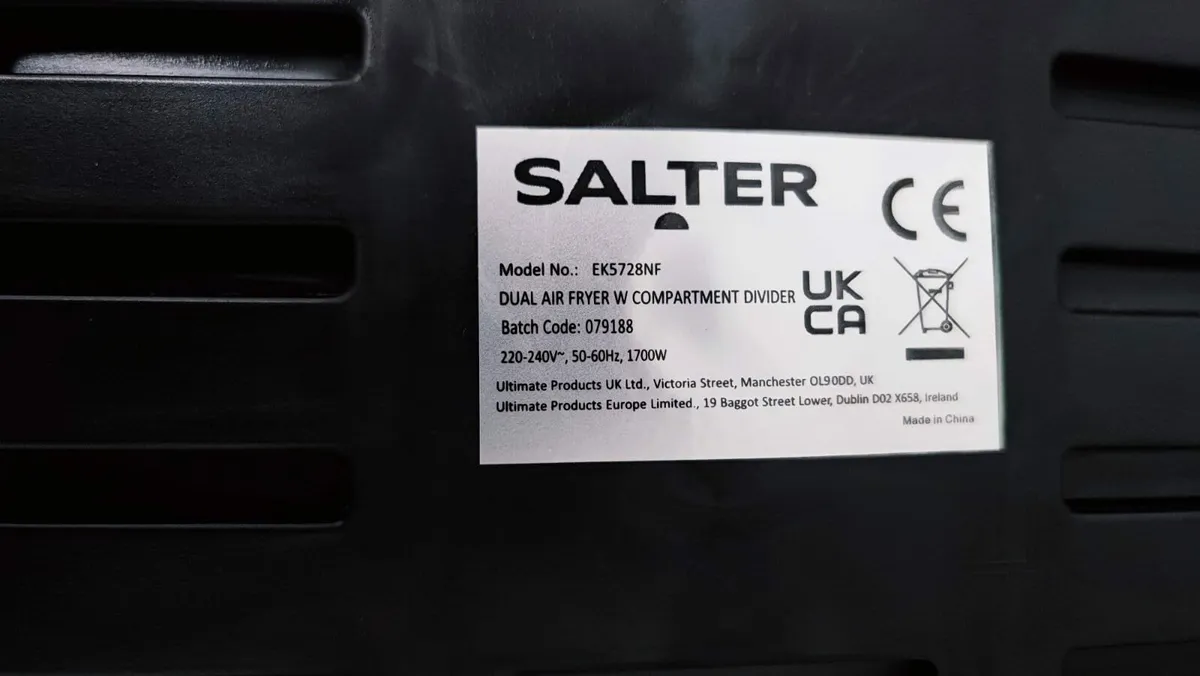 SALTER
CE
Model No.: EK5728NF
DUAL AIR FRYER W COMPARTMENT DIVIDER
UK
CA
Batch Code: 079188
220-240V~, 50-60Hz, 1700W
Ultimate Products UK Ltd., Victoria Street, Manchester OL90DD, UK
Ultimate Products Europe Limited., 19 Baggot Street Lower, Dublin D02 X658, Ireland
Made in China